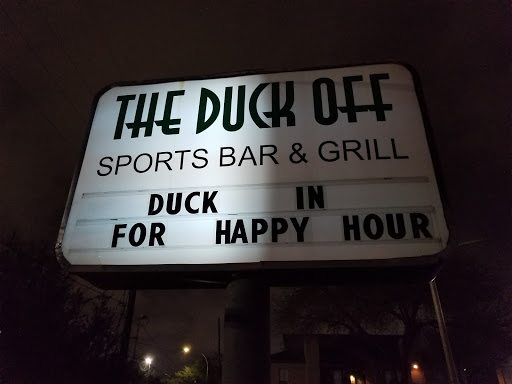 THE DUCK OFF
SPORTS BAR & GRILL
DUCK IN
FOR HAPPY HOUR